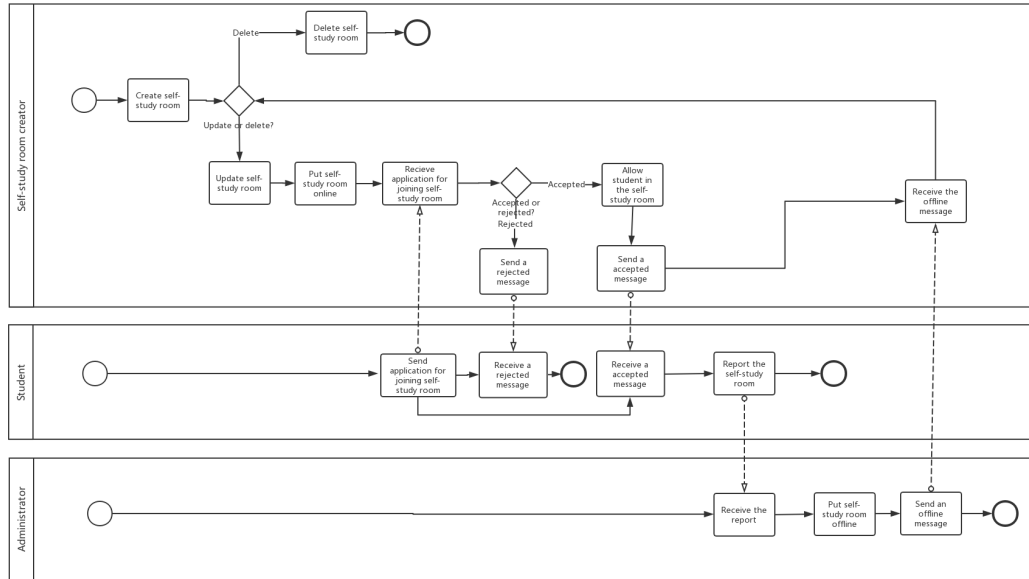 Self-study room creator
Delete
Delete self-
study room
Create self-
study room
Update or delete?
Update self-
study room
Put self-
study room
online
Recieve
application for
joining self-
study room
Accepted or
rejected?
Rejected
Accepted
Allow
student in
the self-
study room
Receive the
offline
message
Send a
rejected
message
Send a
accepted
message
Student
Send
application for
joining self-
study room
Receive a
rejected
message
Receive a
accepted
message
Report the
self-study
room
Administrator
Receive the
report
Put self-
study room
offline
Send an
offline
message